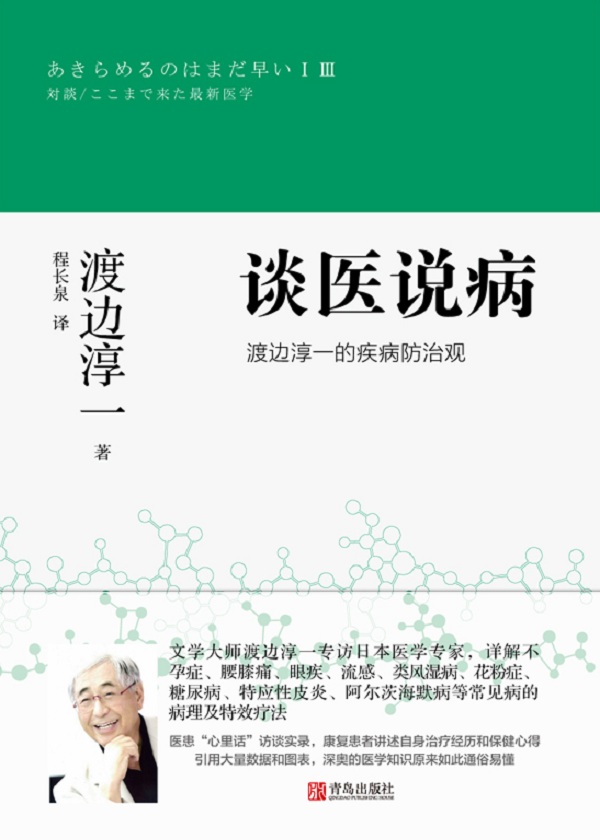 あきらめるのはまだ早いⅠⅢ
対談/ここまで来た最新医学
谈医说病
渡边淳一的疾病防治观
渡边淳一 著
程长泉 译
文学大师渡边淳一专访日本医学专家，详解不
孕症、腰膝痛、眼疾、流感、类风湿病、花粉症、
糖尿病、特应性皮炎、阿尔茨海默病等常见病的
病理及特效疗法
医患“心里话”访谈实录，康复患者讲述自身治疗经历和保健心得
引用大量数据和图表，深奥的医学知识原来如此通俗易懂
青岛出版社
QINGDAO PUBLISHING HOUSE